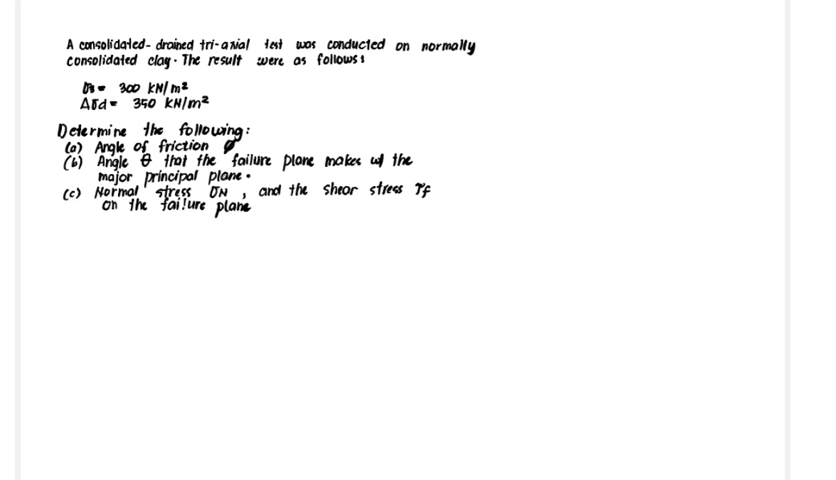 A consolidated-drained tri-axial test was conducted on normally
consolidated clay. The result were as follows:
σ₃ = 300 kN/m²
Δσd = 350 kN/m²
Determine the following:
(a) Angle of friction Ø
(b) Angle θ that the failure plane makes w/ the
major principal plane.
(c) Normal stress σN, and the shear stress τf
on the failure plane